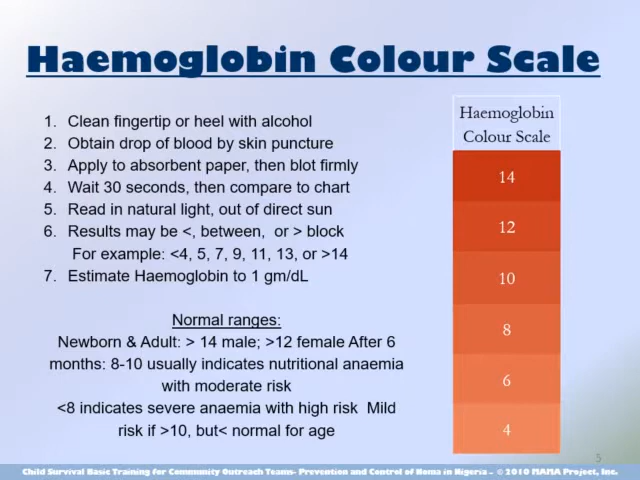 Haemoglobin Colour Scale
1. Clean fingertip or heel with alcohol
2. Obtain drop of blood by skin puncture
3. Apply to absorbent paper, then blot firmly
4. Wait 30 seconds, then compare to chart
5. Read in natural light, out of direct sun
6. Results may be <, between, or > block
For example: <4, 5, 7, 9, 11, 13, or >14
7. Estimate Haemoglobin to 1 gm/dL
Normal ranges:
Newborn & Adult: > 14 male; >12 female After 6
months: 8-10 usually indicates nutritional anaemia
with moderate risk
<8 indicates severe anaemia with high risk Mild
risk if >10, but< normal for age
Haemoglobin
Colour Scale
14
12
10
8
6
4
5
Child Survival Basic Training for Community Outreach Teams- Prevention and Control of Noma in Nigeria - © 2010 MAMA Project, Inc.